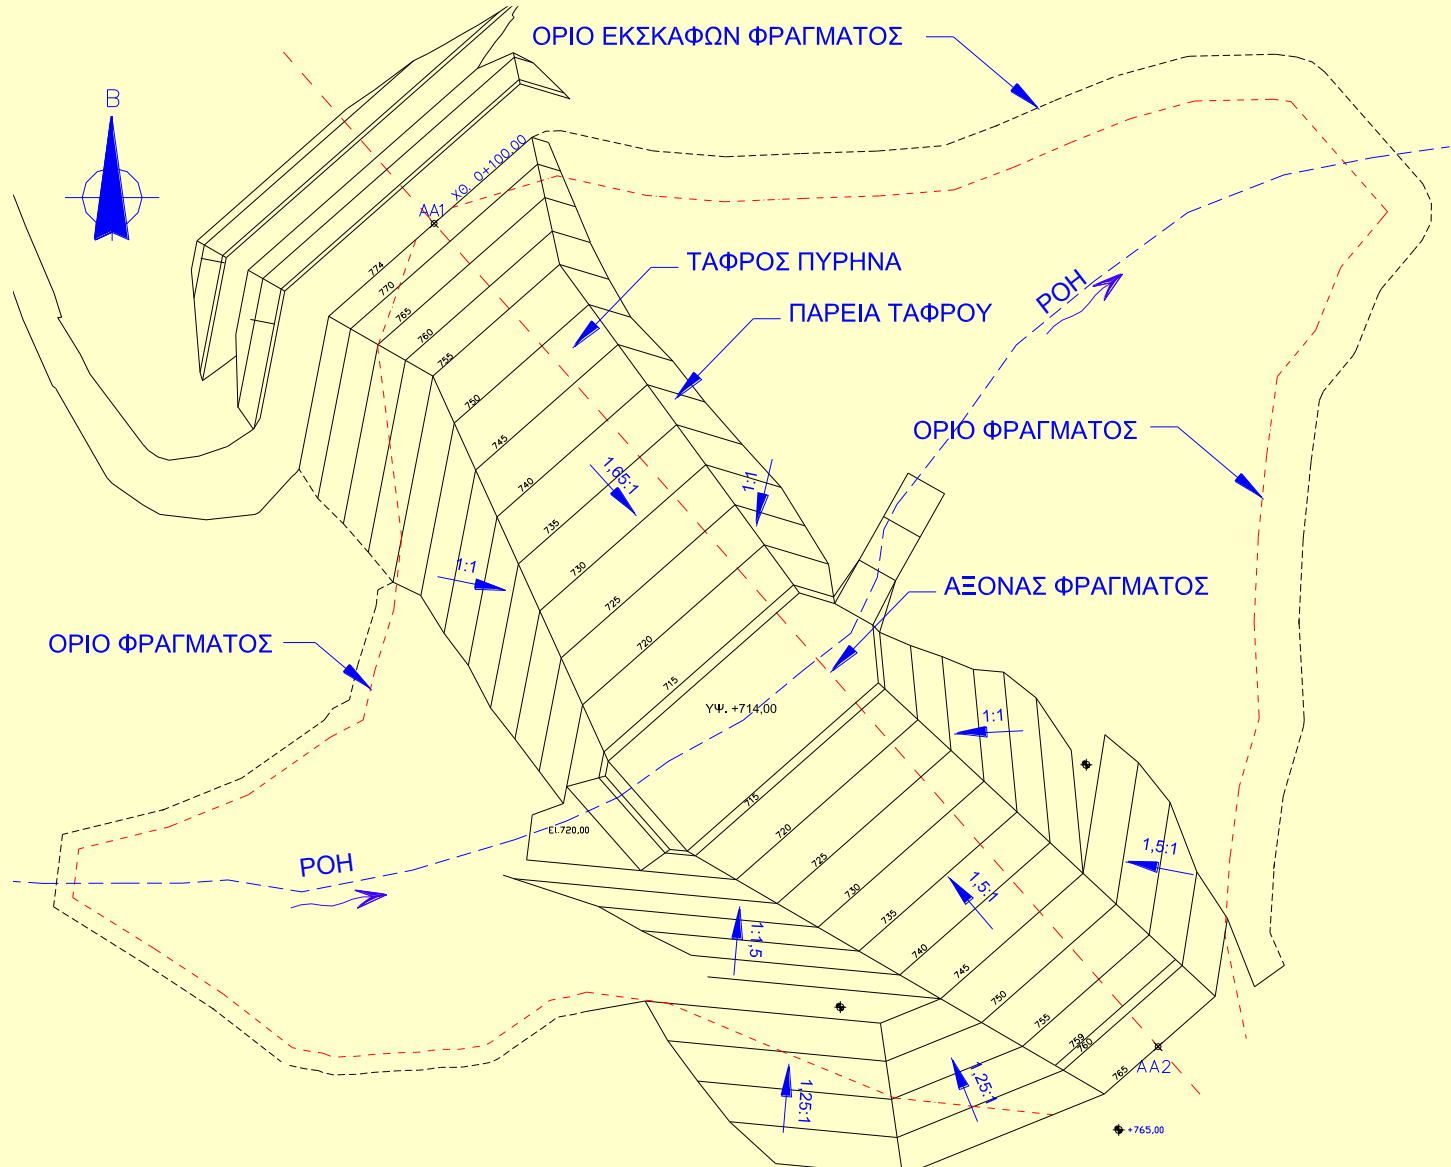 ΟΡΙΟ ΕΚΣΚΑΦΩΝ ΦΡΑΓΜΑΤΟΣ
Β
ΧΘ. 0+100.00
ΑΑ1
ΤΑΦΡΟΣ ΠΥΡΗΝΑ
774
ΡΟΗ
770
ΠΑΡΕΙΑ ΤΑΦΡΟΥ
765
760
755
750
ΟΡΙΟ ΦΡΑΓΜΑΤΟΣ
745
1,65:1
1:1
740
735
1:1
730
ΑΞΟΝΑΣ ΦΡΑΓΜΑΤΟΣ
725
720
ΟΡΙΟ ΦΡΑΓΜΑΤΟΣ
715
ΥΨ. +714,00
1:1
715
720
El.720,00
725
1,5:1
ΡΟΗ
730
1,5:1
735
1:1,5
740
745
750
755
759
760
ΑΑ2
765
1,25:1
1,25:1
+765,00